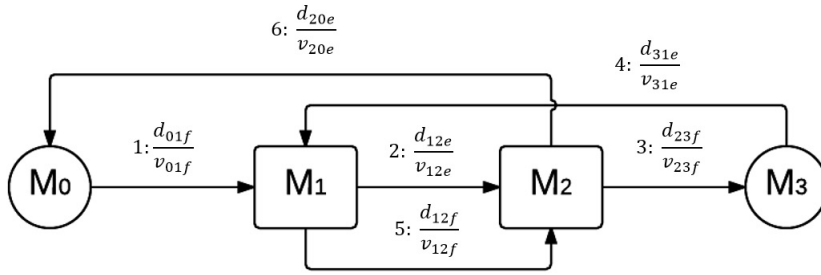 6: d₂₀ₑ/v₂₀ₑ
4: d₃₁ₑ/v₃₁ₑ
1: d₀₁f/v₀₁f
2: d₁₂ₑ/v₁₂ₑ
3: d₂₃f/v₂₃f
M₀ M₁ M₂ M₃
5: d₁₂f/v₁₂f